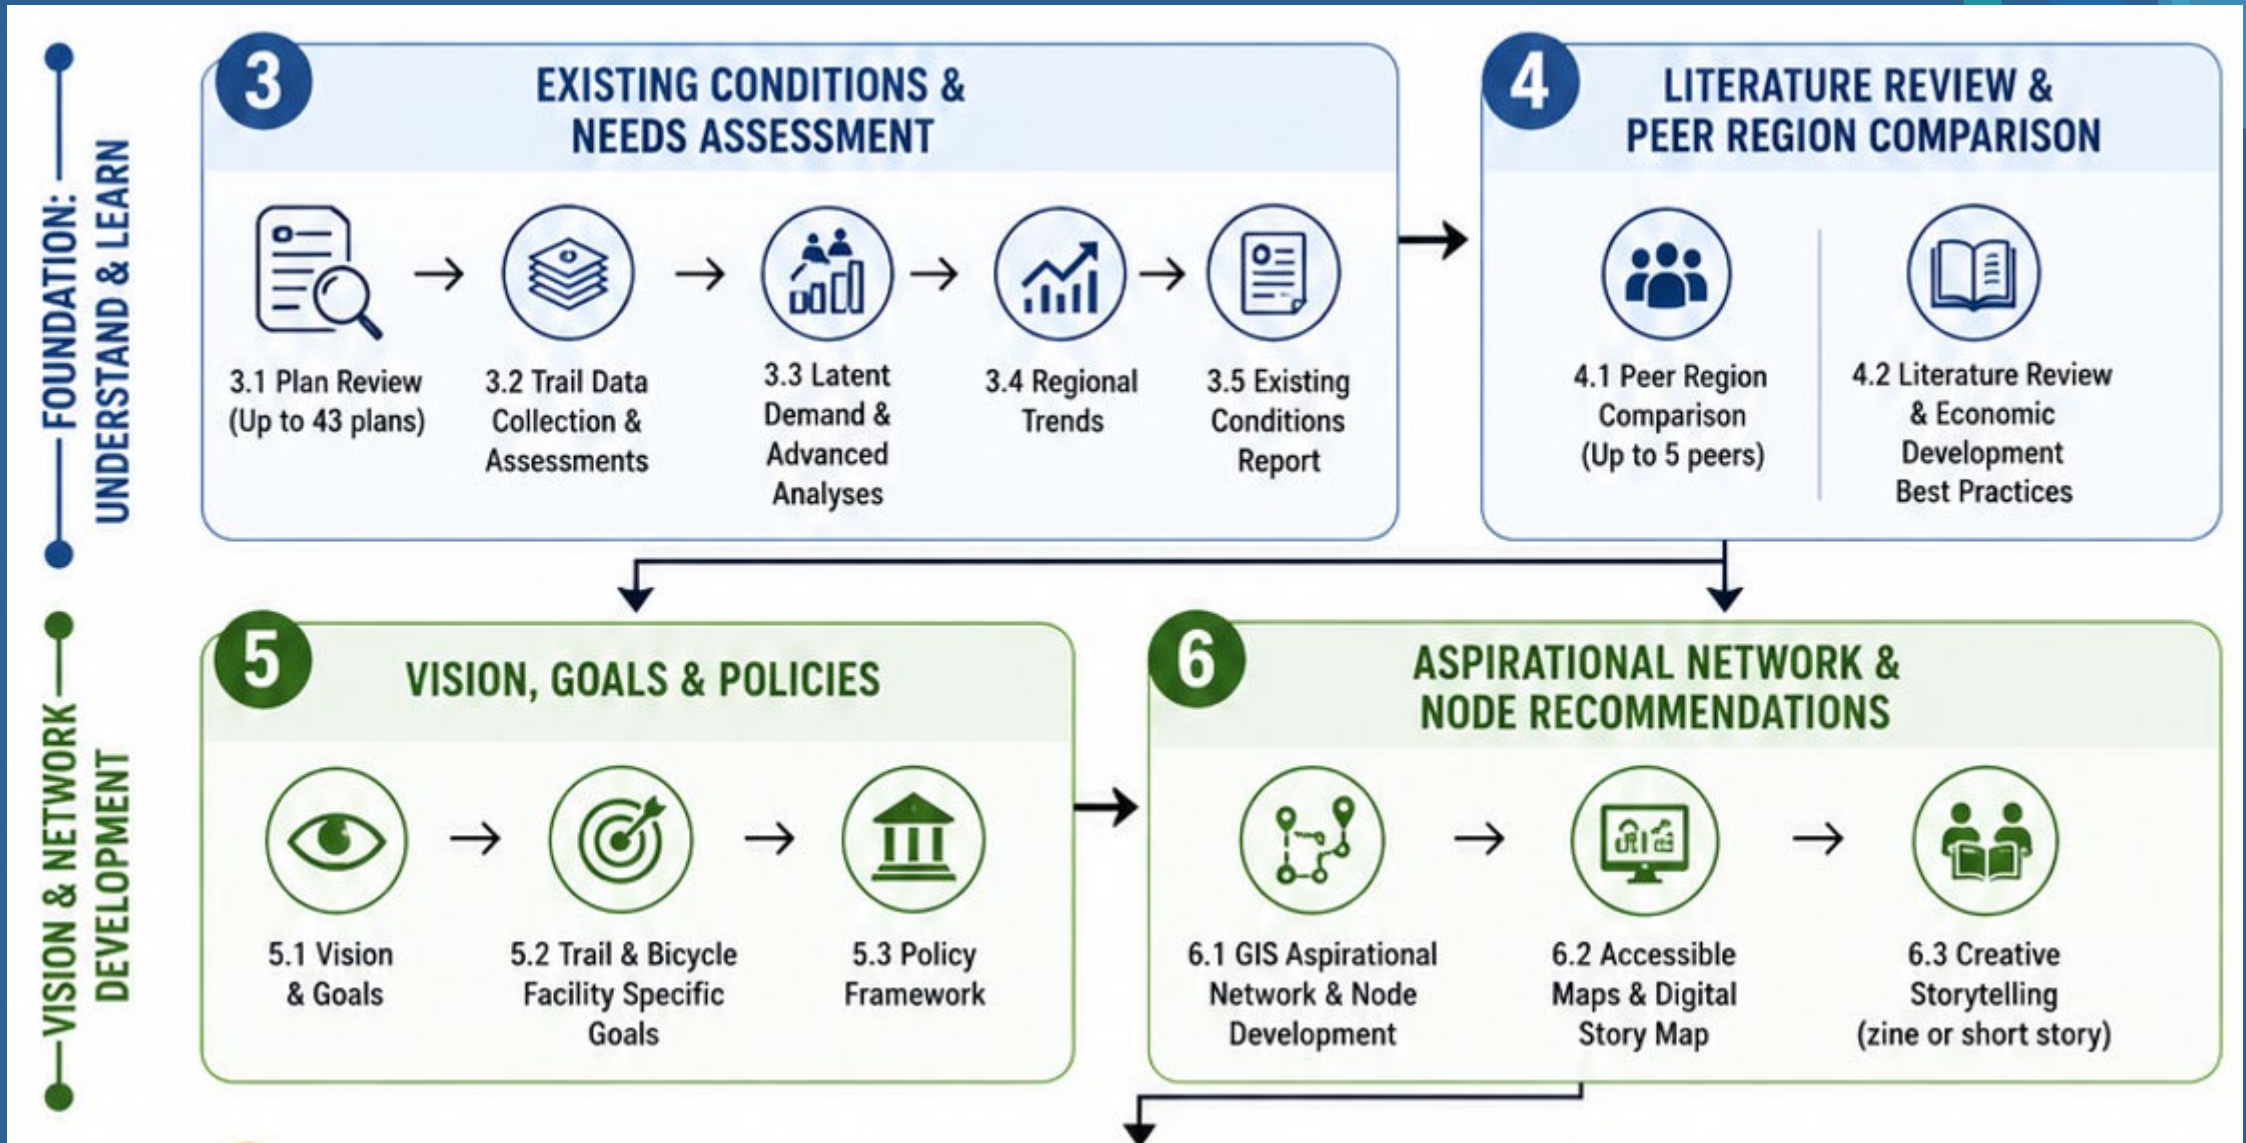 FOUNDATION:
UNDERSTAND & LEARN
3
EXISTING CONDITIONS &
NEEDS ASSESSMENT
3.1 Plan Review
(Up to 43 plans)
3.2 Trail Data
Collection &
Assessments
3.3 Latent
Demand &
Advanced
Analyses
3.4 Regional
Trends
3.5 Existing
Conditions
Report
4
LITERATURE REVIEW &
PEER REGION COMPARISON
4.1 Peer Region
Comparison
(Up to 5 peers)
4.2 Literature Review
& Economic
Development
Best Practices
VISION & NETWORK
DEVELOPMENT
5
VISION, GOALS & POLICIES
5.1 Vision
& Goals
5.2 Trail & Bicycle
Facility Specific
Goals
5.3 Policy
Framework
6
ASPIRATIONAL NETWORK &
NODE RECOMMENDATIONS
6.1 GIS Aspirational
Network & Node
Development
6.2 Accessible
Maps & Digital
Story Map
6.3 Creative
Storytelling
(zine or short story)